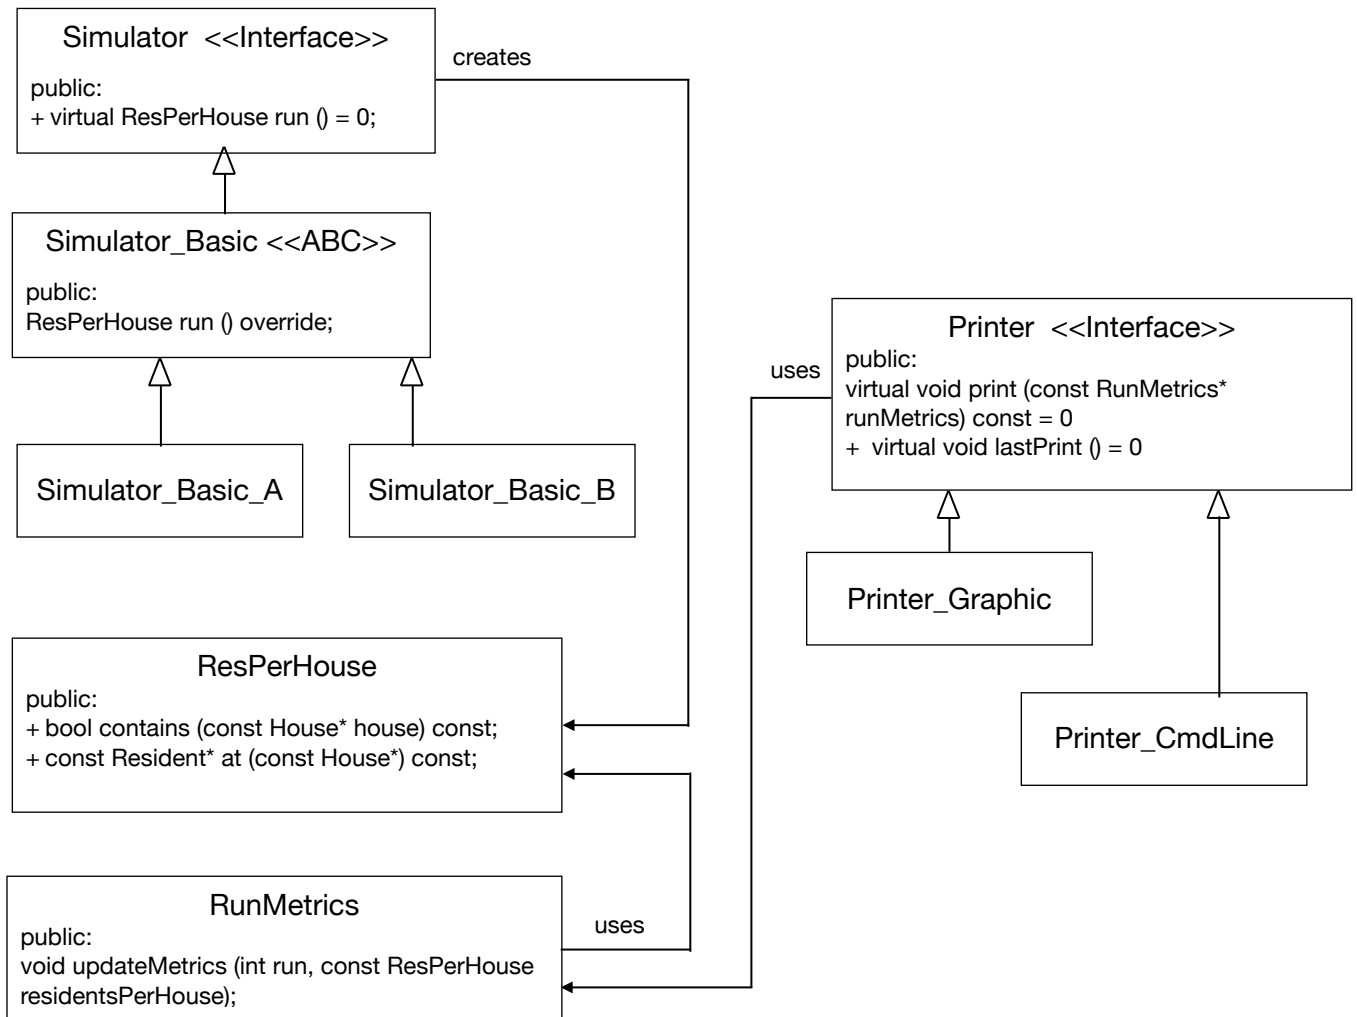 Simulator <<Interface>>
public:
+ virtual ResPerHouse run () = 0;
creates
Simulator_Basic <<ABC>>
public:
ResPerHouse run () override;
Simulator_Basic_A
Simulator_Basic_B
Printer <<Interface>>
public:
virtual void print (const RunMetrics*
runMetrics) const = 0
+ virtual void lastPrint () = 0
uses
Printer_Graphic
Printer_CmdLine
ResPerHouse
public:
+ bool contains (const House* house) const;
+ const Resident* at (const House*) const;
RunMetrics
public:
void updateMetrics (int run, const ResPerHouse
residentsPerHouse);
uses